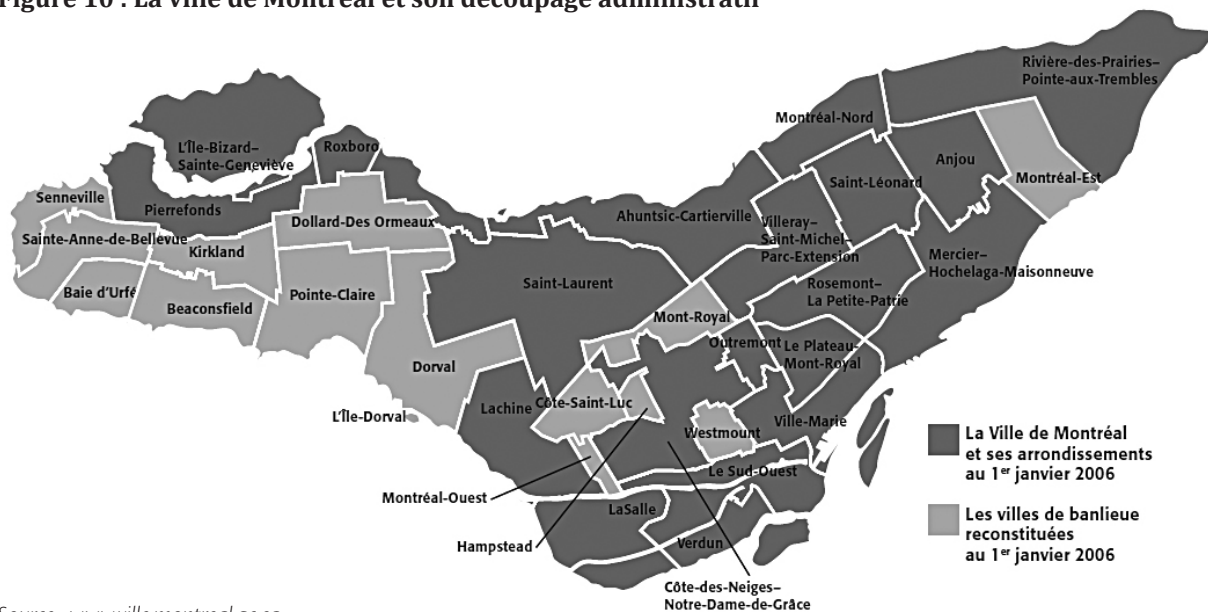 Figure 10 : La ville de Montréal et son découpage administratif
Rivière-des-Prairies–
Pointe-aux-Trembles
Montréal-Nord
L'Île-Bizard–
Sainte-Geneviève
Roxboro
Anjou
Saint-Léonard
Montréal-Est
Senneville
Pierrefonds
Dollard-Des Ormeaux
Ahuntsic-Cartierville
Villeray–
Saint-Michel–
Parc-Extension
Sainte-Anne-de-Bellevue
Kirkland
Mercier–
Hochelaga-Maisonneuve
Saint-Laurent
Rosemont–
La Petite-Patrie
Baie d'Urfé
Beaconsfield
Pointe-Claire
Mont-Royal
Outremont
Le Plateau-
Mont-Royal
Dorval
L'Île-Dorval
Lachine
Côte-Saint-Luc
Ville-Marie
Westmount
Le Sud-Ouest
Montréal-Ouest
LaSalle
Hampstead
Verdun
Côte-des-Neiges–
Notre-Dame-de-Grâce
La Ville de Montréal
et ses arrondissements
au 1er janvier 2006
Les villes de banlieue
reconstituées
au 1er janvier 2006